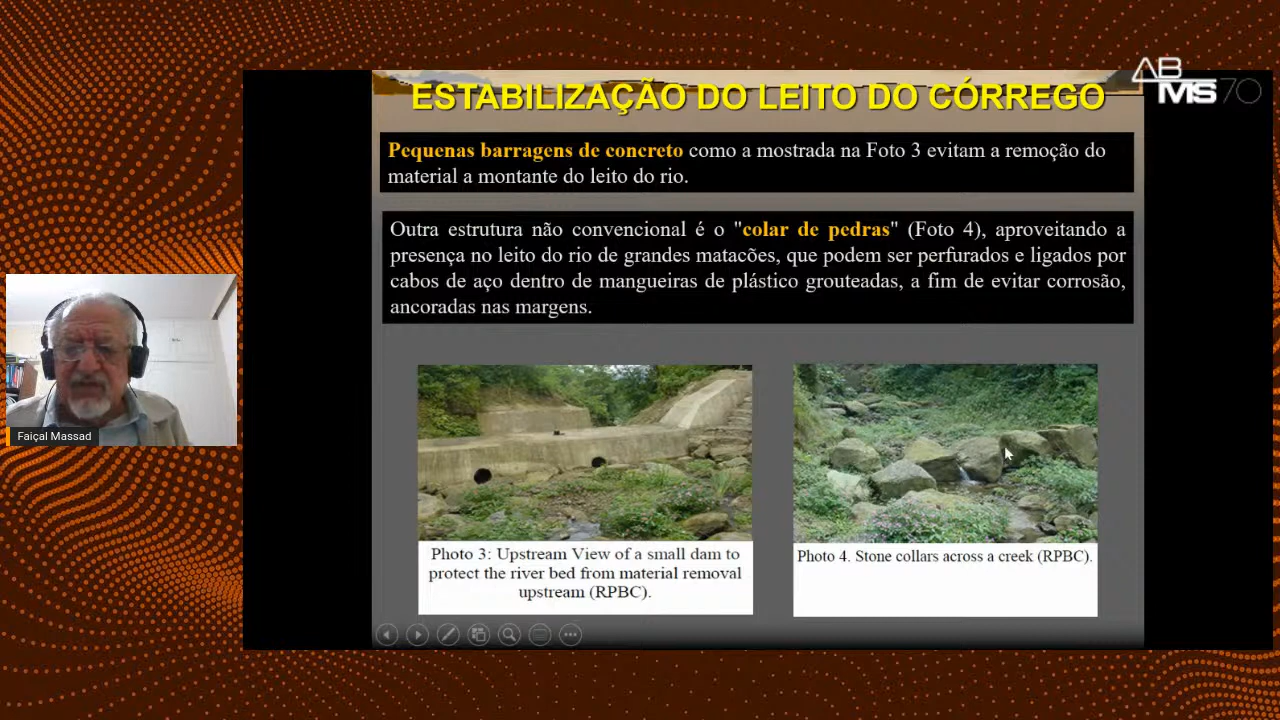 AB
MS 70
ESTABILIZAÇÃO DO LEITO DO CÓRREGO
Pequenas barragens de concreto como a mostrada na Foto 3 evitam a remoção do
material a montante do leito do rio.
Outra estrutura não convencional é o "colar de pedras" (Foto 4), aproveitando a
presença no leito do rio de grandes matacões, que podem ser perfurados e ligados por
cabos de aço dentro de mangueiras de plástico grouteadas, a fim de evitar corrosão,
ancoradas nas margens.
Faiçal Massad
Photo 3: Upstream View of a small dam to
protect the river bed from material removal
upstream (RPBC).
Photo 4. Stone collars across a creek (RPBC).